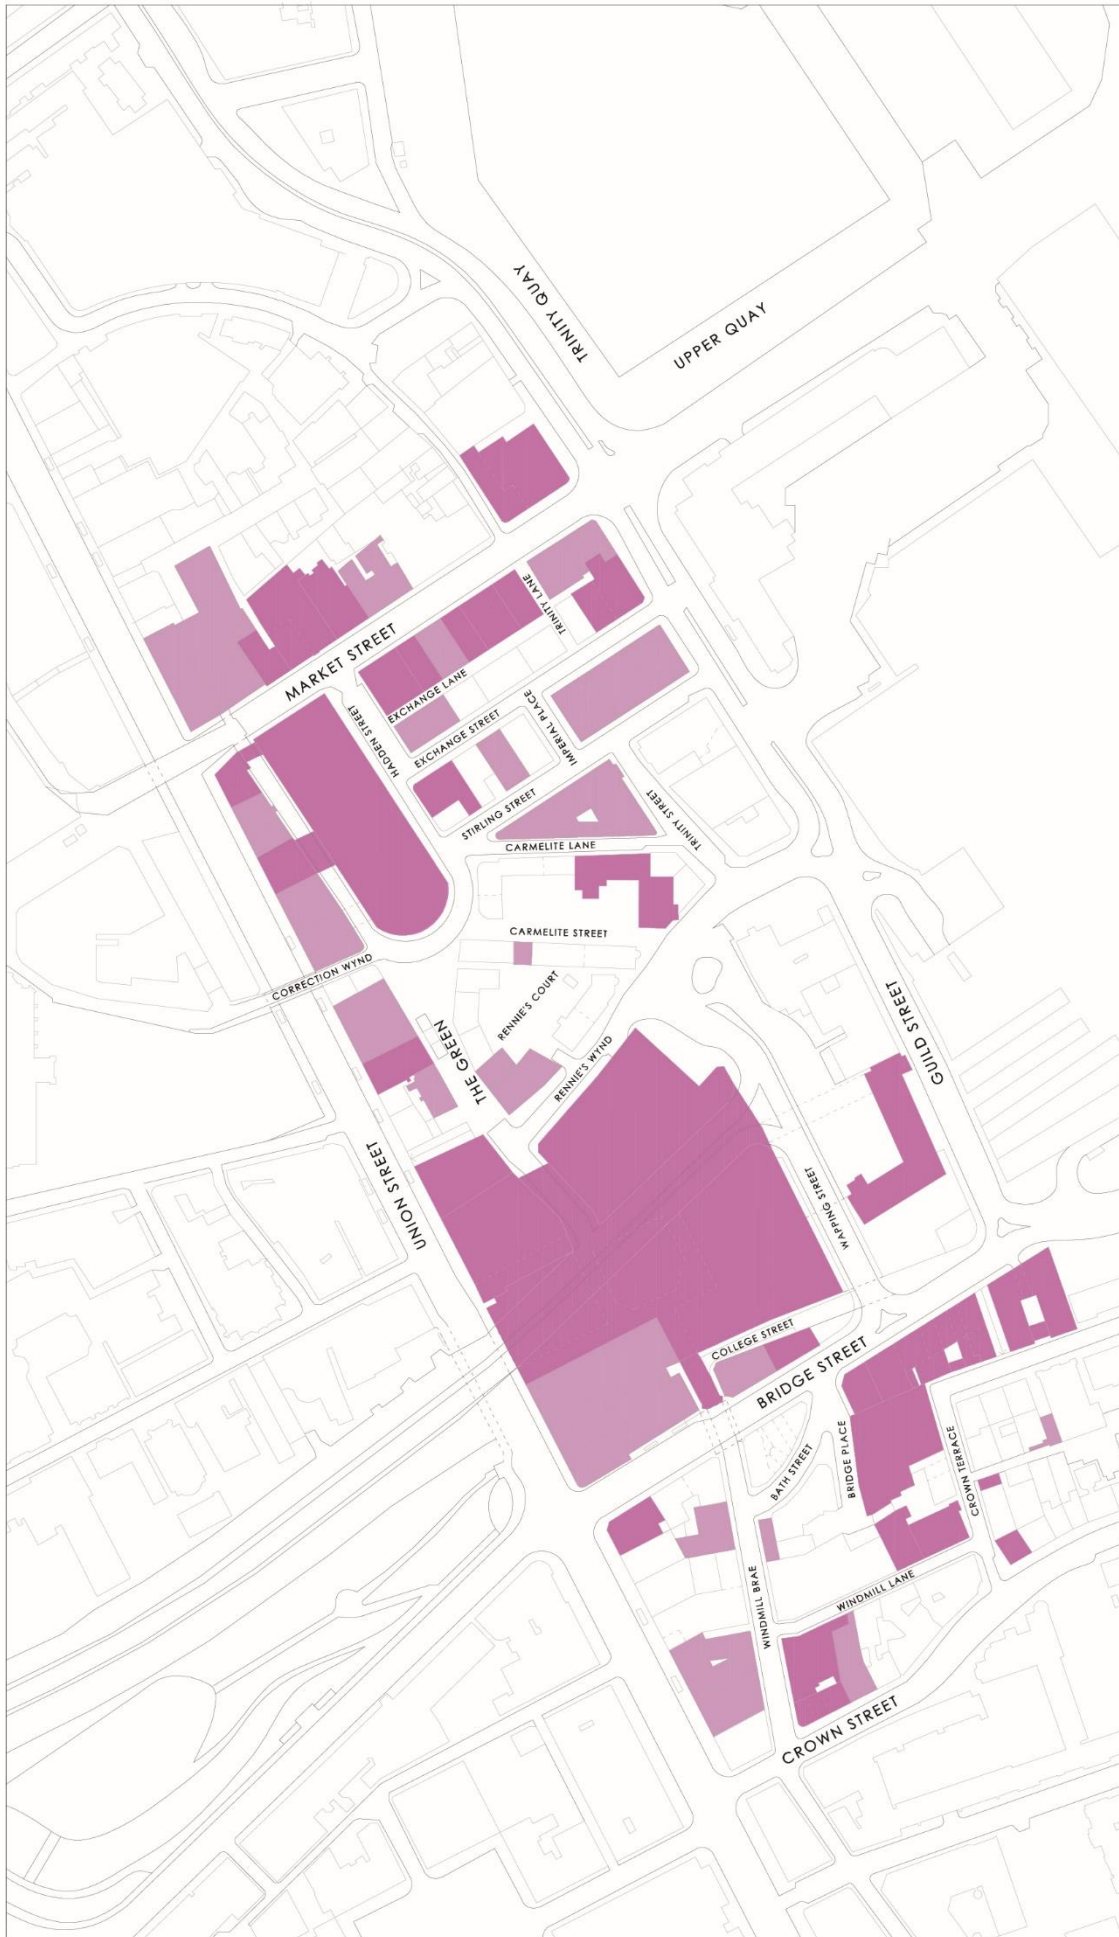 TRINITY QUAY
UPPER QUAY
TRINITY LANE
MARKET STREET
EXCHANGE LANE
HADDEN STREET
EXCHANGE STREET
IMPERIAL PLACE
STIRLING STREET
TRINITY STREET
CARMELITE LANE
CARMELITE STREET
CORRECTION WYND
RENNIE'S COURT
GUILD STREET
THE GREEN
RENNIE'S WYND
UNION STREET
WAPPING STREET
COLLEGE STREET
BRIDGE STREET
BATH STREET
BRIDGE PLACE
CROWN TERRACE
WINDMILL BRAE
WINDMILL LANE
CROWN STREET